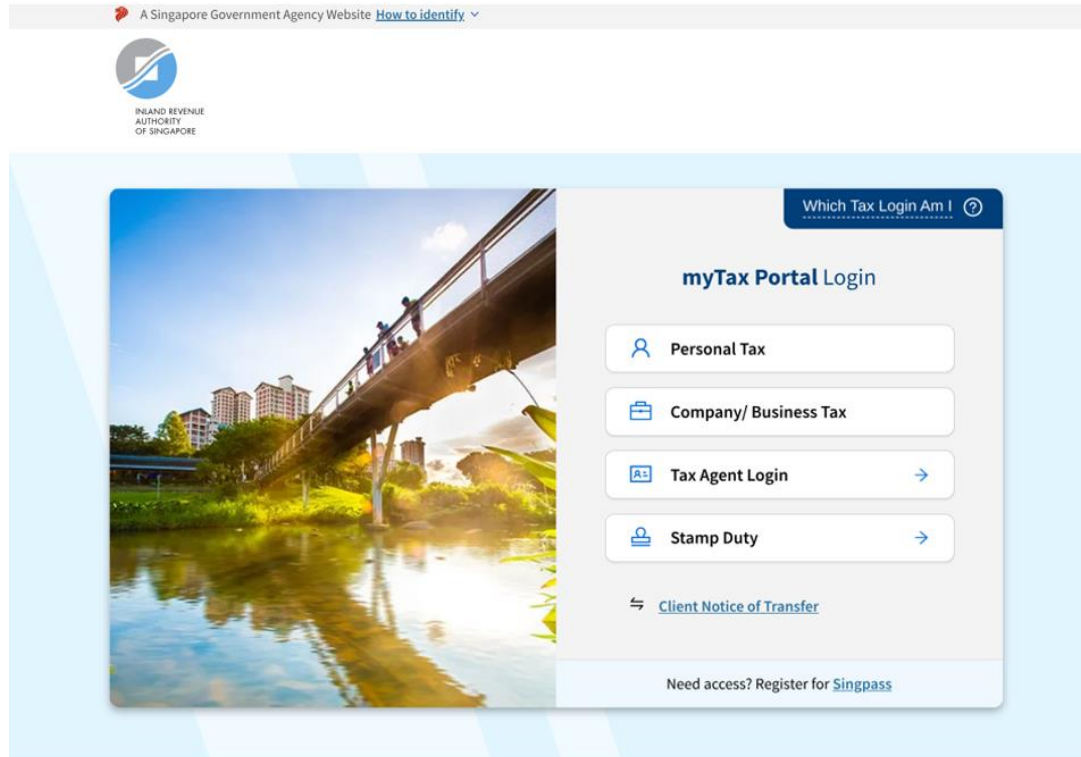 A Singapore Government Agency Website How to identify
INLAND REVENUE
AUTHORITY
OF SINGAPORE
Which Tax Login Am I
myTax Portal Login
Personal Tax
Company/ Business Tax
Tax Agent Login
Stamp Duty
Client Notice of Transfer
Need access? Register for Singpass